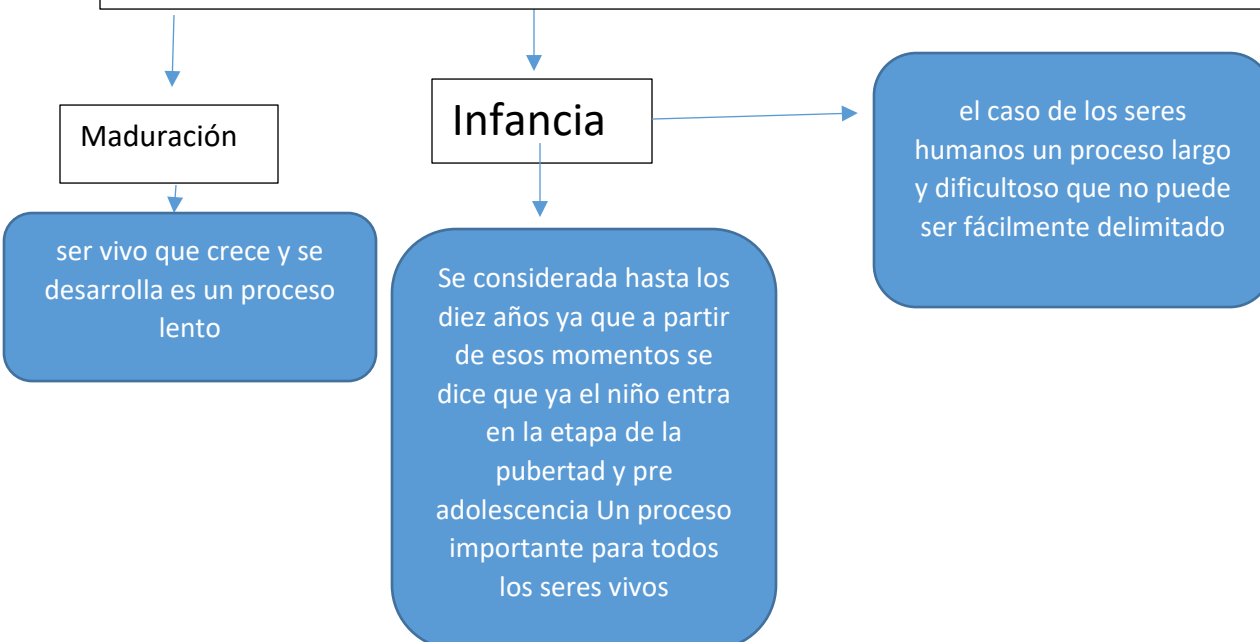 Maduración
ser vivo que crece y se
desarrolla es un proceso
lento
Infancia
Se considerada hasta los
diez años ya que a partir
de esos momentos se
dice que ya el niño entra
en la etapa de la
pubertad y pre
adolescencia Un proceso
importante para todos
los seres vivos
el caso de los seres
humanos un proceso largo
y dificultoso que no puede
ser fácilmente delimitado